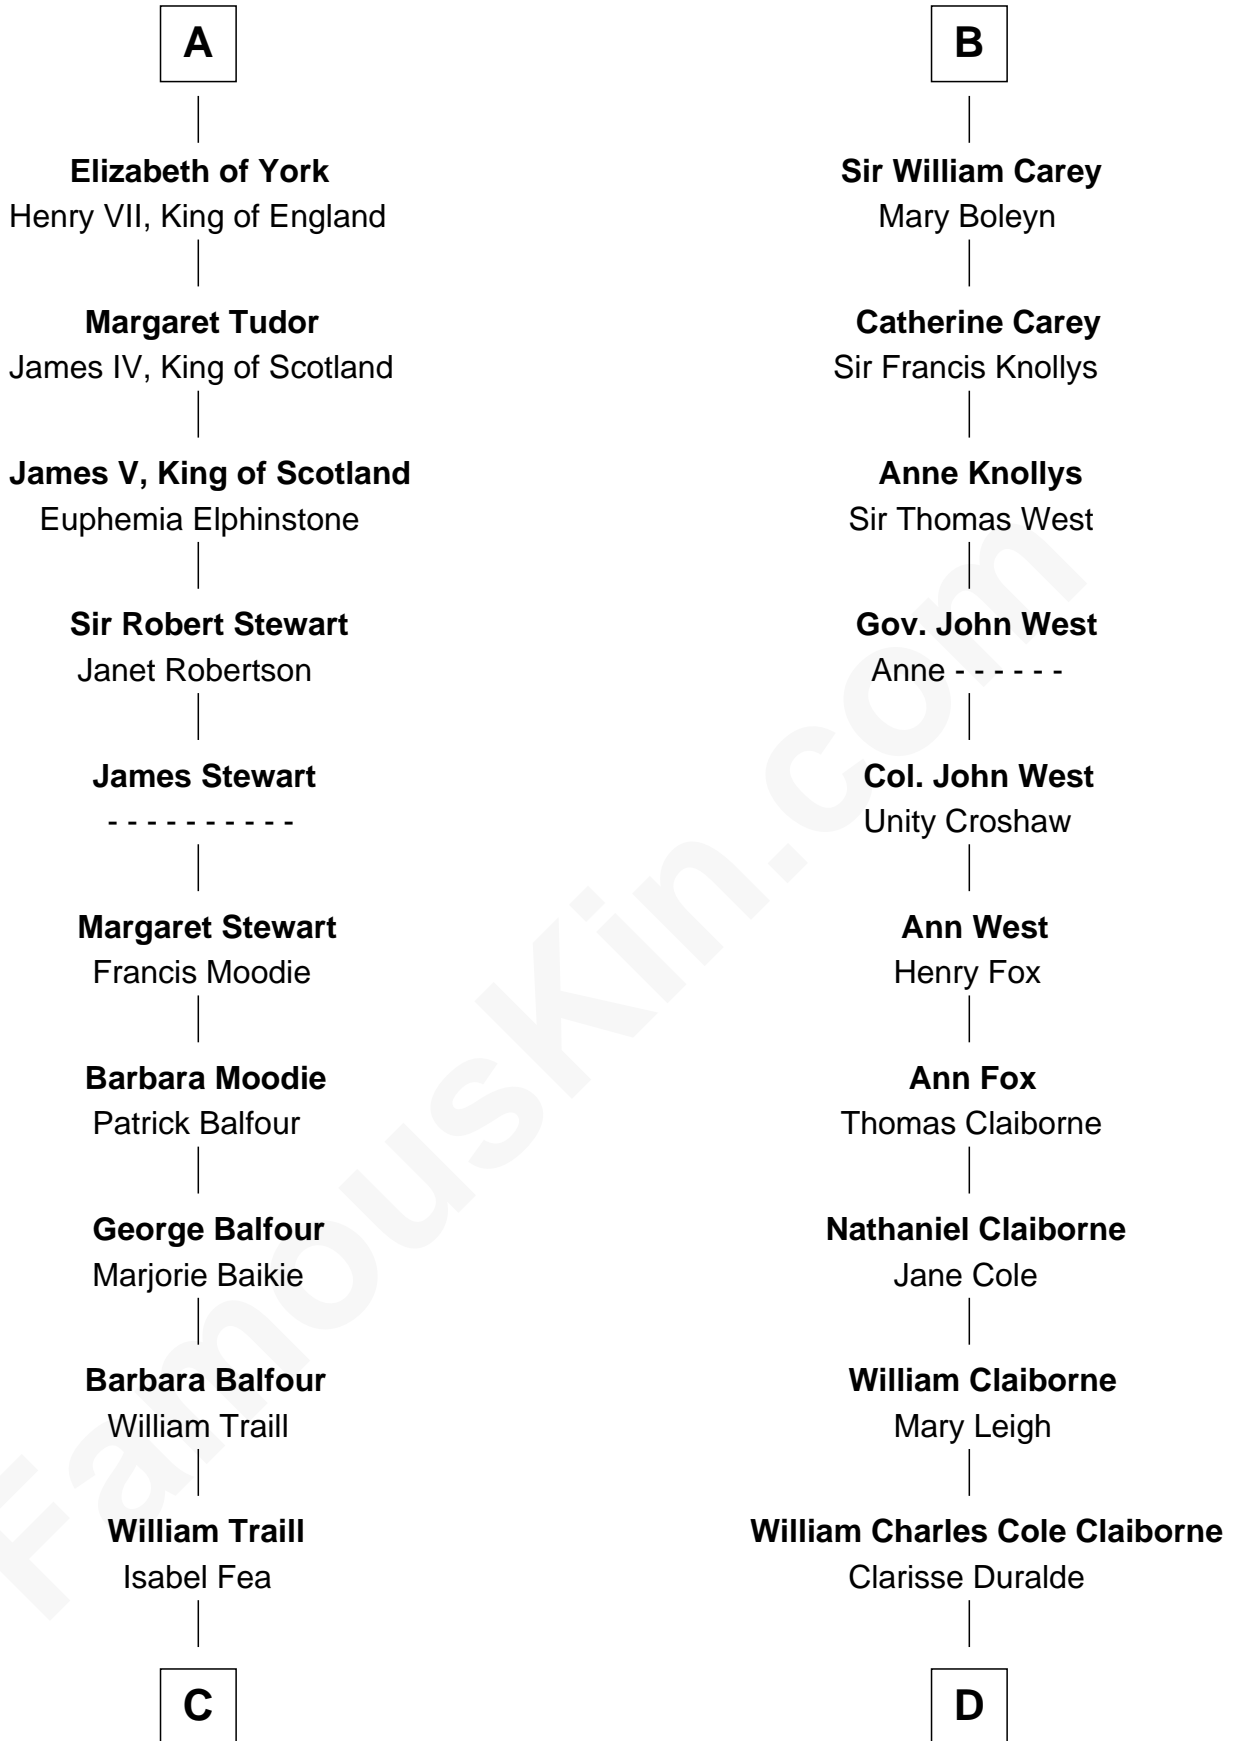 A
Elizabeth of York
Henry VII, King of England
Margaret Tudor
James IV, King of Scotland
James V, King of Scotland
Euphemia Elphinstone
Sir Robert Stewart
Janet Robertson
James Stewart
- - - - - - - - - -
Margaret Stewart
Francis Moodie
Barbara Moodie
Patrick Balfour
George Balfour
Marjorie Baikie
Barbara Balfour
William Traill
William Traill
Isabel Fea
C
B
Sir William Carey
Mary Boleyn
Catherine Carey
Sir Francis Knollys
Anne Knollys
Sir Thomas West
Gov. John West
Anne - - - - - -
Col. John West
Unity Croshaw
Ann West
Henry Fox
Ann Fox
Thomas Claiborne
Nathaniel Claiborne
Jane Cole
William Claiborne
Mary Leigh
William Charles Cole Claiborne
Clarisse Duralde
D
FamousKin.com